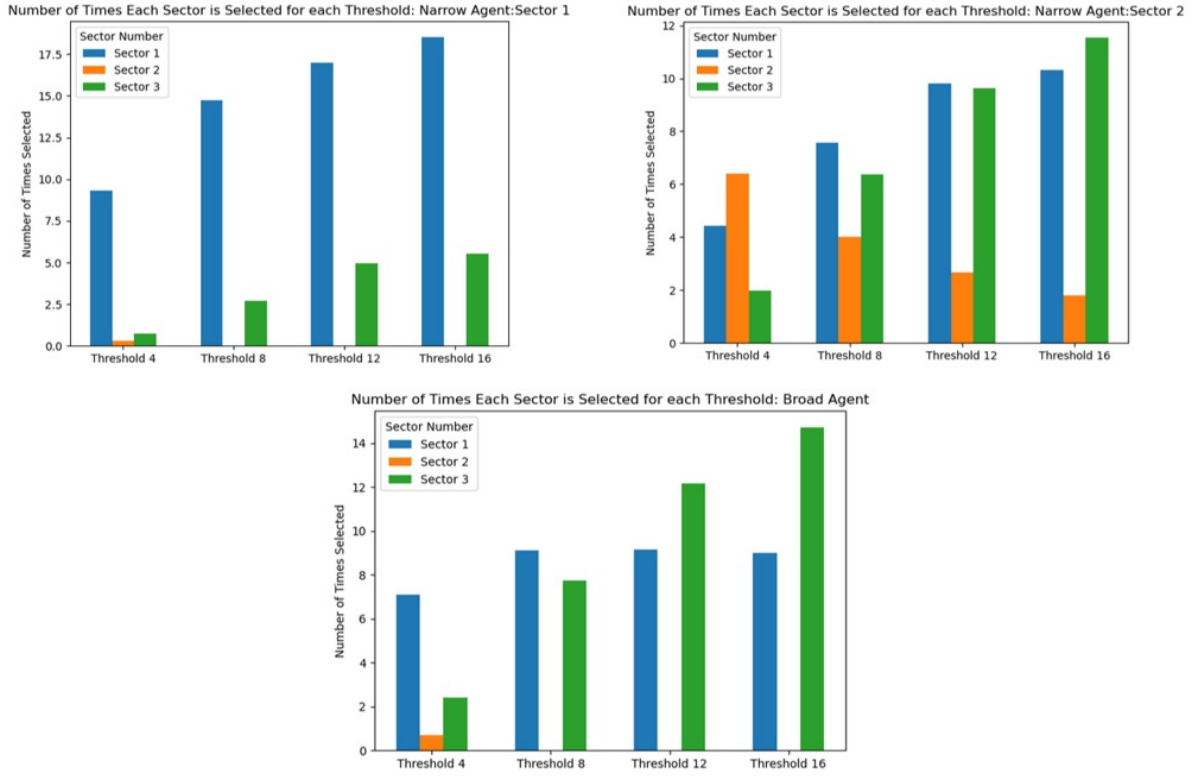 Number of Times Each Sector is Selected for each Threshold: Narrow Agent:Sector 1
Sector Number
Sector 1
Sector 2
Sector 3
Number of Times Selected
17.5
15.0
12.5
10.0
7.5
5.0
2.5
0.0
Threshold 4
Threshold 8
Threshold 12
Threshold 16
Number of Times Each Sector is Selected for each Threshold: Narrow Agent:Sector 2
Sector Number
Sector 1
Sector 2
Sector 3
Number of Times Selected
12
10
8
6
4
2
0
Threshold 4
Threshold 8
Threshold 12
Threshold 16
Number of Times Each Sector is Selected for each Threshold: Broad Agent
Sector Number
Sector 1
Sector 2
Sector 3
Number of Times Selected
14
12
10
8
6
4
2
0
Threshold 4
Threshold 8
Threshold 12
Threshold 16